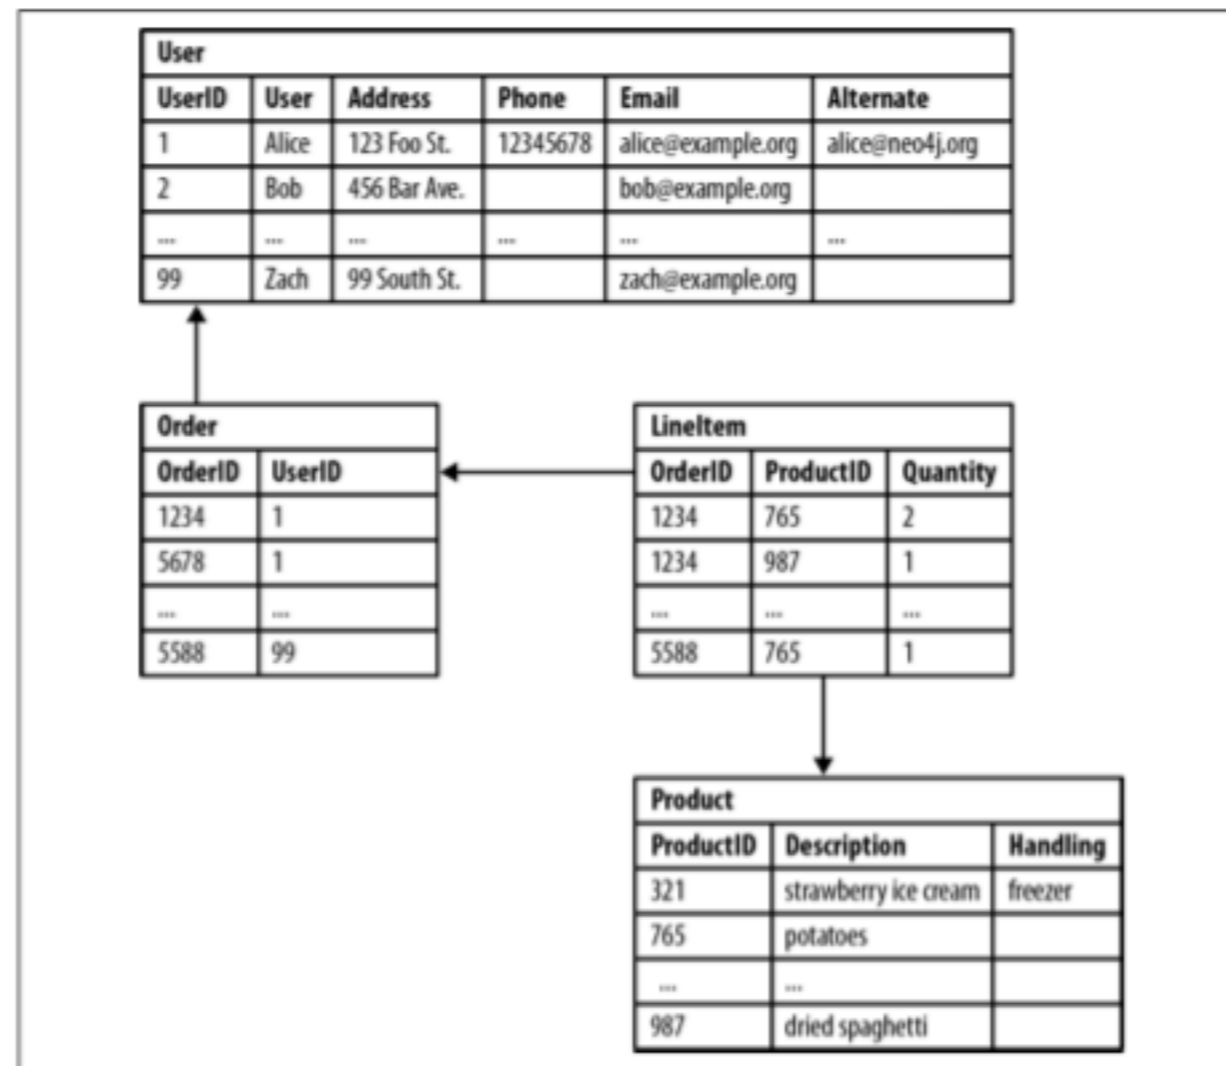 User
UserID User Address Phone Email Alternate
1 Alice 123 Foo St. 12345678 alice@example.org alice@neo4j.org
2 Bob 456 Bar Ave. bob@example.org
... ... ... ... ... ...
99 Zach 99 South St. zach@example.org
Order
OrderID UserID
1234 1
5678 1
... ...
5588 99
LineItem
OrderID ProductID Quantity
1234 765 2
1234 987 1
... ... ...
5588 765 1
Product
ProductID Description Handling
321 strawberry ice cream freezer
765 potatoes
... ...
987 dried spaghetti